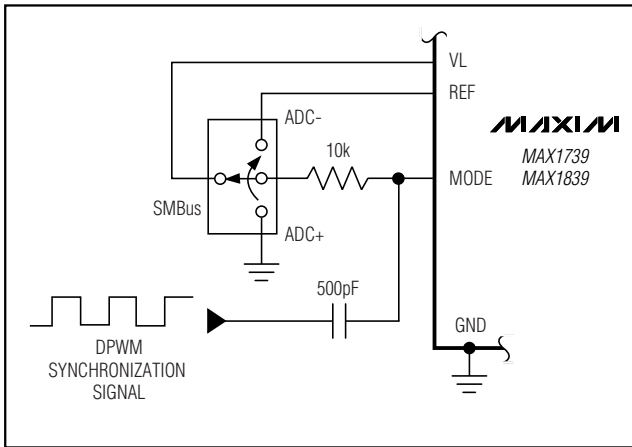 VL
REF
ADC-
MAXIM
10k
MAX1739
MAX1839
MODE
SMBus
ADC+
500pF
GND
DPWM
SYNCHRONIZATION
SIGNAL